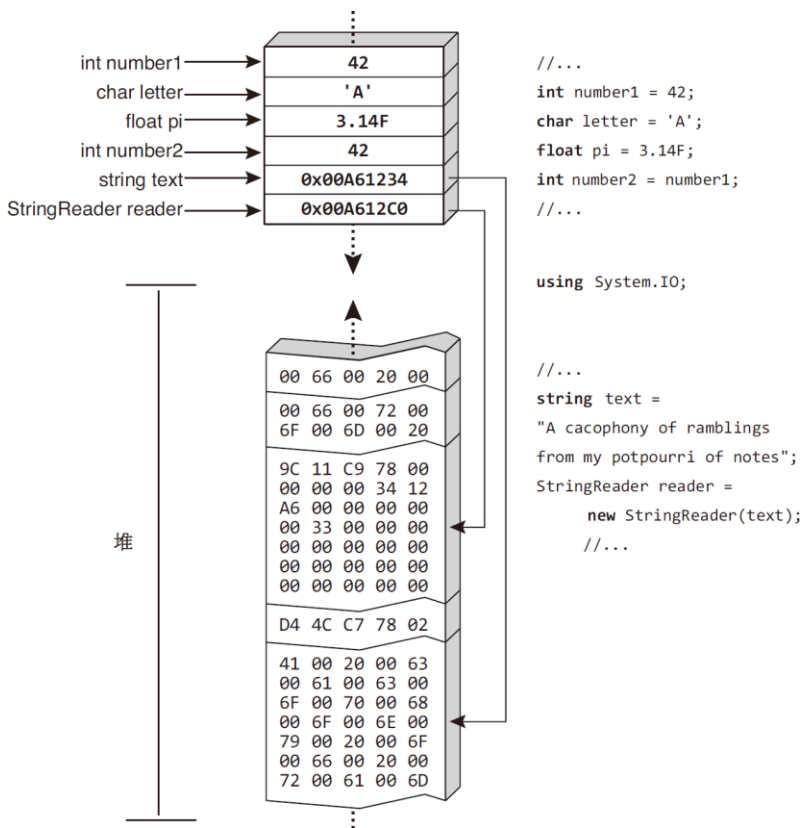 int number1
char letter
float pi
int number2
string text
StringReader reader
42
'A'
3.14F
42
0x00A61234
0x00A612C0
//...
int number1 = 42;
char letter = 'A';
float pi = 3.14F;
int number2 = number1;
//...
using System.IO;
//...
string text =
"A cacophony of ramblings
from my potpourri of notes";
StringReader reader =
new StringReader(text);
//...
堆
00 66 00 20 00
00 66 00 72 00
6F 00 6D 00 20
9C 11 C9 78 00
00 00 00 34 12
A6 00 00 00 00
00 33 00 00 00
00 00 00 00 00
00 00 00 00 00
00 00 00 00 00
D4 4C C7 78 02
41 00 20 00 63
00 61 00 63 00
6F 00 70 00 68
00 6F 00 6E 00
79 00 20 00 6F
00 66 00 20 00
72 00 61 00 6D